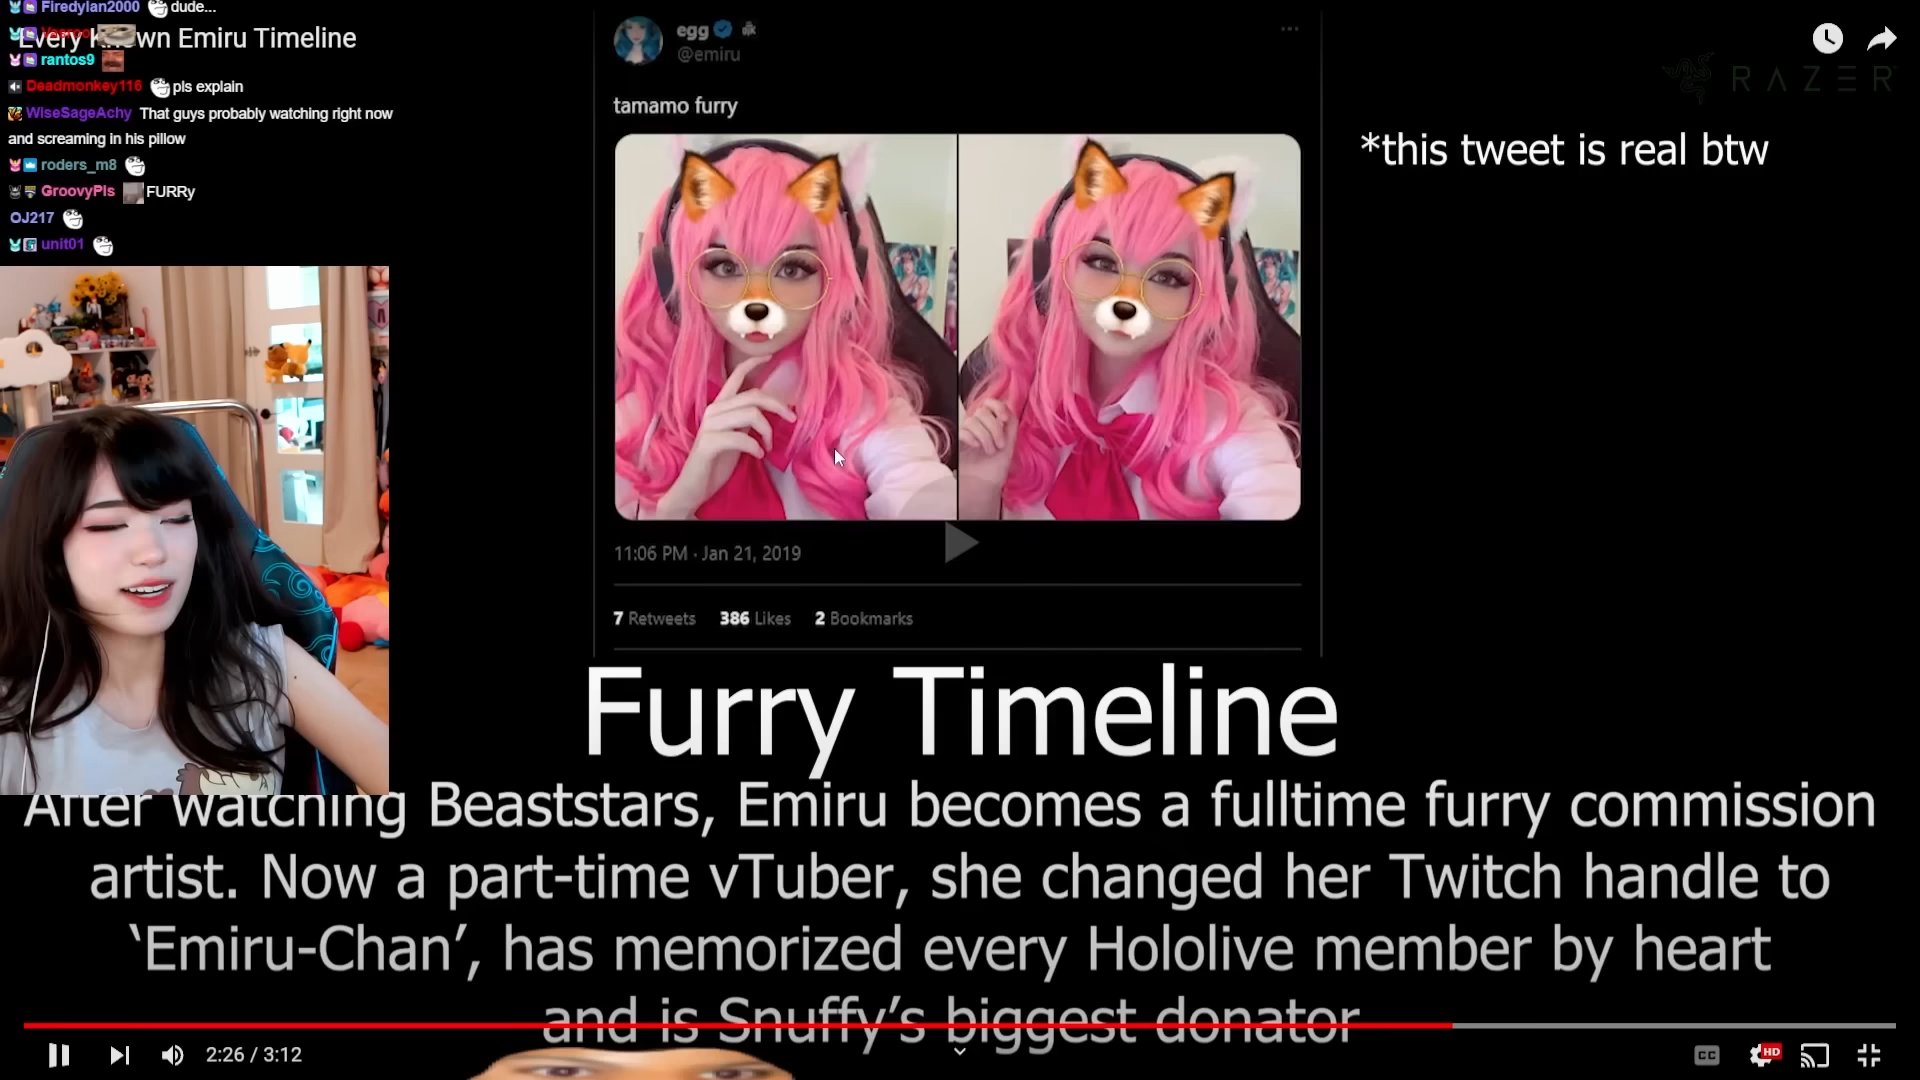 Firedylan2000 dude...
Every Known Emiru Timeline
rantos9
Deadmonkey116 pls explain
WiseSageAchy That guys probably watching right now
and screaming in his pillow
roders_m8
GroovyPls FURRy
OJ217
unit01
egg
@emiru
tamamo furry
11:06 PM · Jan 21, 2019
7 Retweets 386 Likes 2 Bookmarks
RAZER
*this tweet is real btw
Furry Timeline
After watching Beaststars, Emiru becomes a fulltime furry commission
artist. Now a part-time vTuber, she changed her Twitch handle to
‘Emiru-Chan’, has memorized every Hololive member by heart
and is Snuffy’s biggest donator
2:26 / 3:12
CC
HD